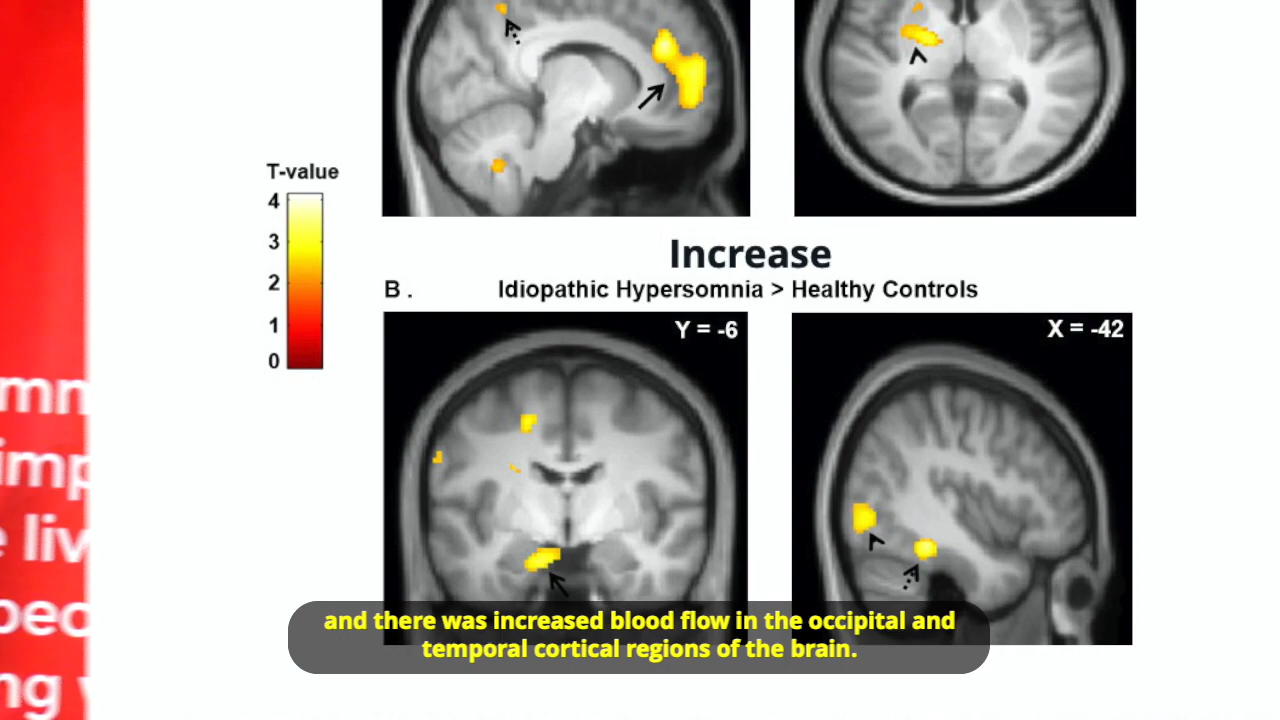 T-value
4
3
2
1
0
Increase
B . Idiopathic Hypersomnia > Healthy Controls
Y = -6
X = -42
and there was increased blood flow in the occipital and
temporal cortical regions of the brain.